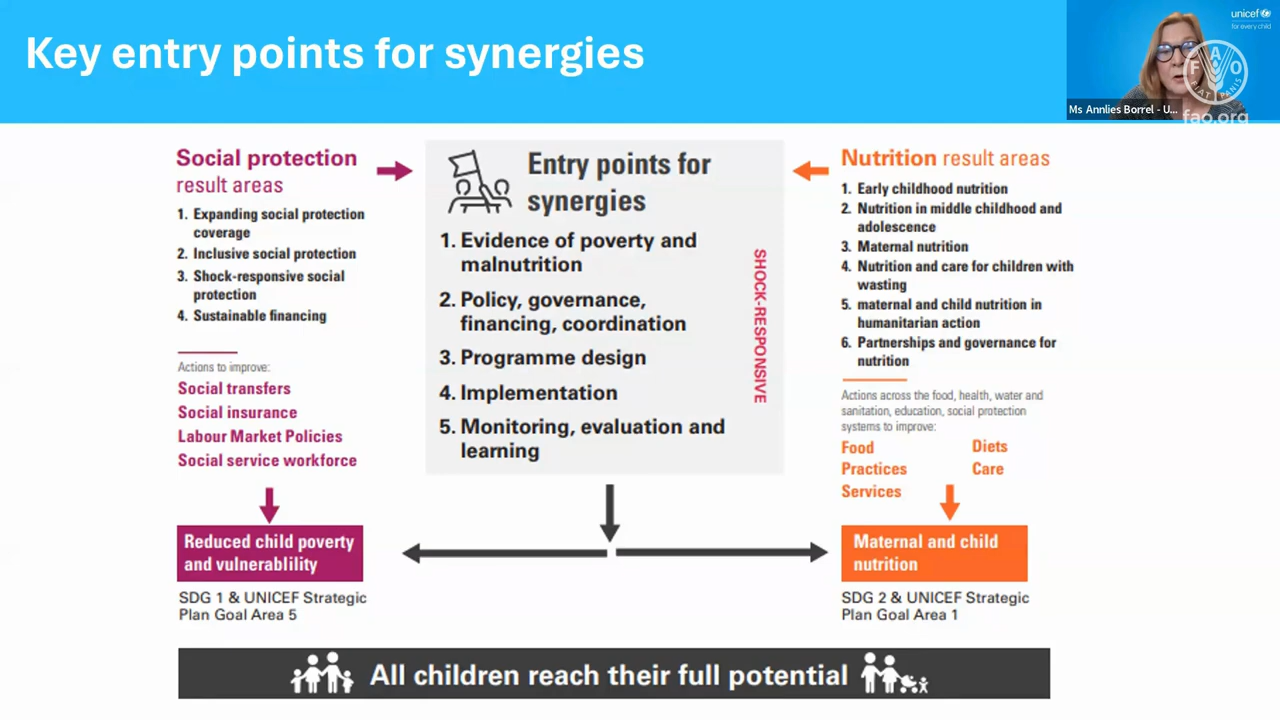 Key entry points for synergies
unicef
for every child
F A O
FIAT PANIS
fao.org
Ms Annlies Borrel - U...
Social protection
result areas
1. Expanding social protection
coverage
2. Inclusive social protection
3. Shock-responsive social
protection
4. Sustainable financing
Actions to improve:
Social transfers
Social insurance
Labour Market Policies
Social service workforce
Reduced child poverty
and vulnerablility
SDG 1 & UNICEF Strategic
Plan Goal Area 5
Entry points for
synergies
1. Evidence of poverty and
malnutrition
2. Policy, governance,
financing, coordination
3. Programme design
4. Implementation
5. Monitoring, evaluation and
learning
SHOCK-RESPONSIVE
Nutrition result areas
1. Early childhood nutrition
2. Nutrition in middle childhood and
adolescence
3. Maternal nutrition
4. Nutrition and care for children with
wasting
5. maternal and child nutrition in
humanitarian action
6. Partnerships and governance for
nutrition
Actions across the food, health, water and
sanitation, education, social protection
systems to improve:
Food Diets
Practices Care
Services
Maternal and child
nutrition
SDG 2 & UNICEF Strategic
Plan Goal Area 1
All children reach their full potential